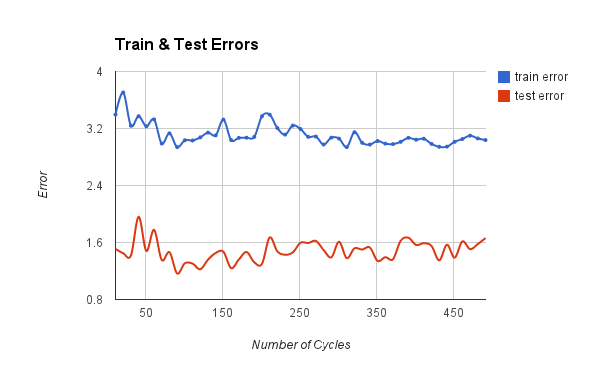 Train & Test Errors
4
3.2
2.4
1.6
0.8
Error
50
150
250
350
450
Number of Cycles
train error
test error